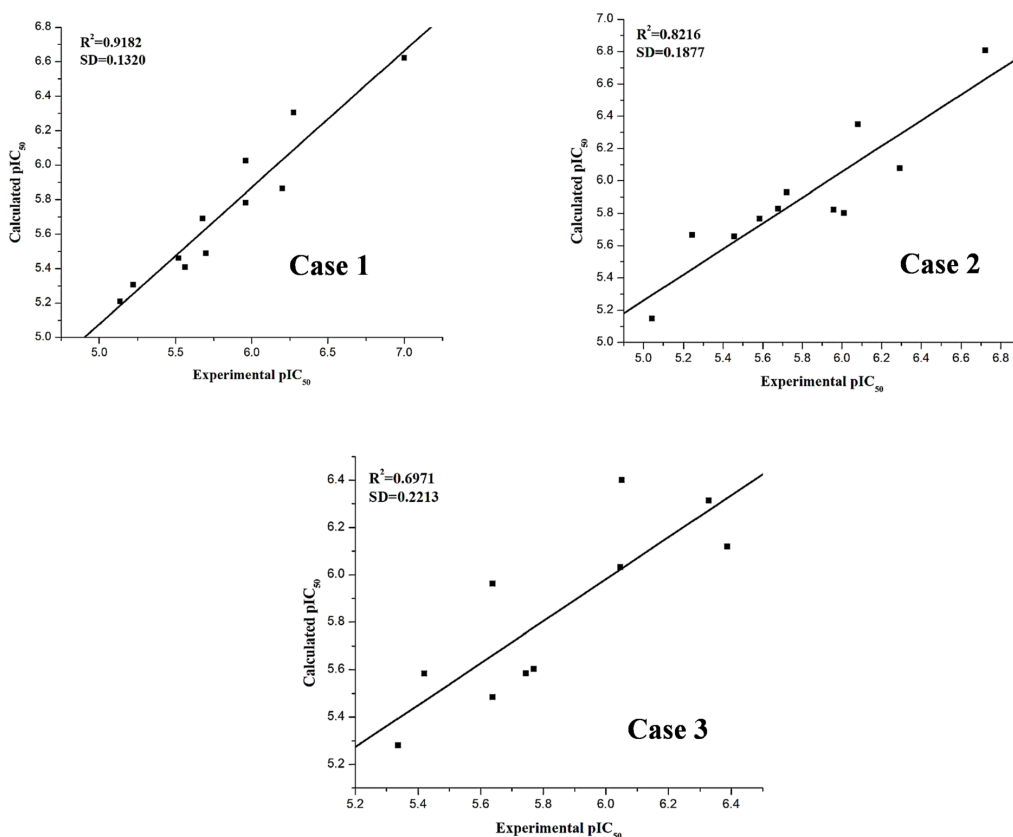 R²=0.9182
SD=0.1320
6.8
6.6
6.4
6.2
6.0
5.8
5.6
5.4
5.2
5.0
Calculated pIC₅₀
Case 1
5.0 5.5 6.0 6.5 7.0
Experimental pIC₅₀
R²=0.8216
SD=0.1877
7.0
6.8
6.6
6.4
6.2
6.0
5.8
5.6
5.4
5.2
5.0
Calculated pIC₅₀
Case 2
5.0 5.2 5.4 5.6 5.8 6.0 6.2 6.4 6.6 6.8
Experimental pIC₅₀
R²=0.6971
SD=0.2213
6.4
6.2
6.0
5.8
5.6
5.4
5.2
Calculated pIC₅₀
Case 3
5.2 5.4 5.6 5.8 6.0 6.2 6.4
Experimental pIC₅₀